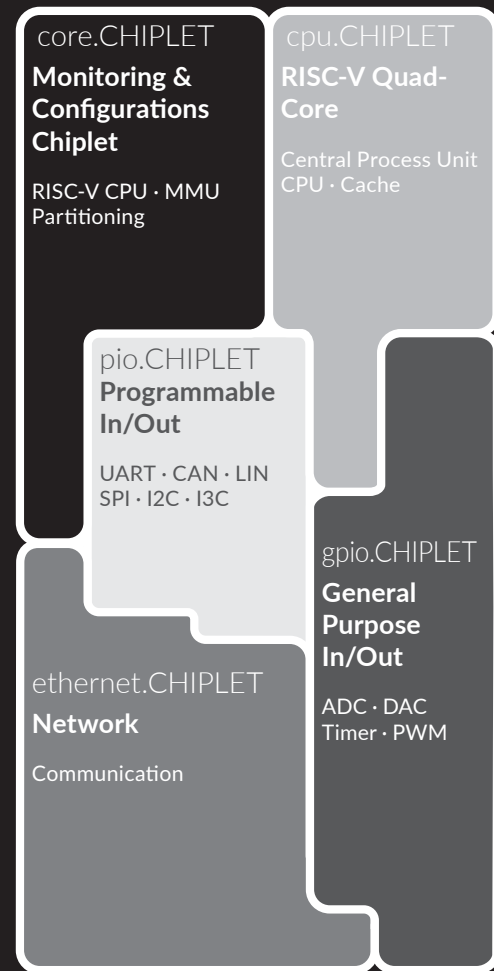 core.CHIPLET
Monitoring &
Configurations
Chiplet
RISC-V CPU · MMU
Partitioning
cpu.CHIPLET
RISC-V Quad-
Core
Central Process Unit
CPU · Cache
pio.CHIPLET
Programmable
In/Out
UART · CAN · LIN
SPI · I2C · I3C
gpio.CHIPLET
General
Purpose
In/Out
ADC · DAC
Timer · PWM
ethernet.CHIPLET
Network
Communication